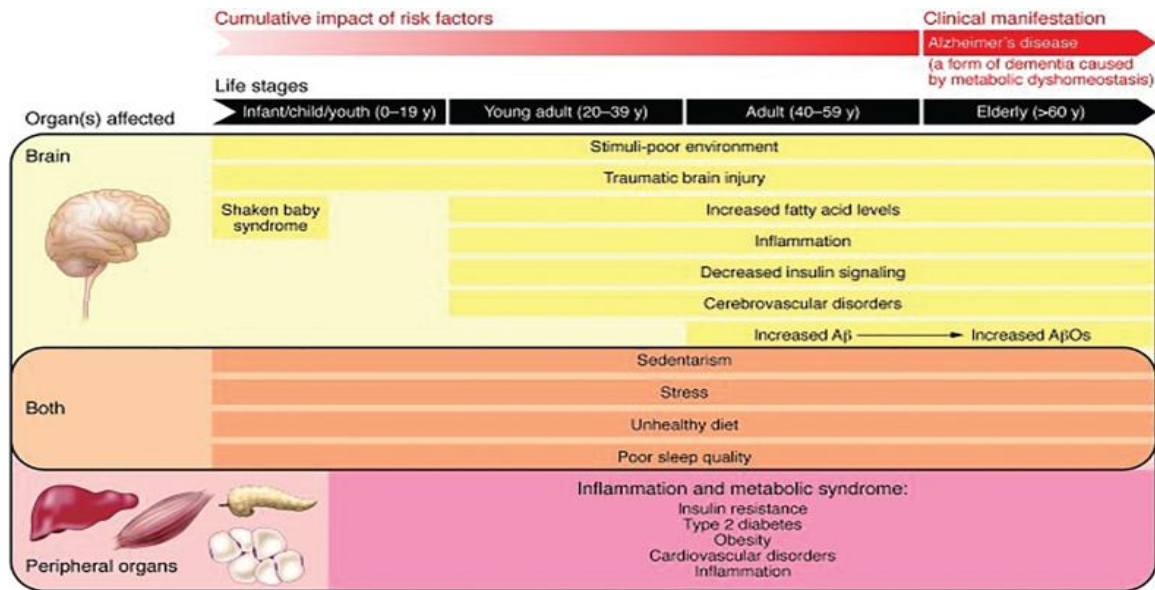 Cumulative impact of risk factors
Clinical manifestation
Alzheimer's disease
(a form of dementia caused
by metabolic dyshomeostasis)
Life stages
Organ(s) affected
Infant/child/youth (0–19 y)
Young adult (20–39 y)
Adult (40–59 y)
Elderly (>60 y)
Brain
Stimuli-poor environment
Traumatic brain injury
Shaken baby
syndrome
Increased fatty acid levels
Inflammation
Decreased insulin signaling
Cerebrovascular disorders
Increased Aβ
Increased AβOs
Both
Sedentarism
Stress
Unhealthy diet
Poor sleep quality
Peripheral organs
Inflammation and metabolic syndrome:
Insulin resistance
Type 2 diabetes
Obesity
Cardiovascular disorders
Inflammation